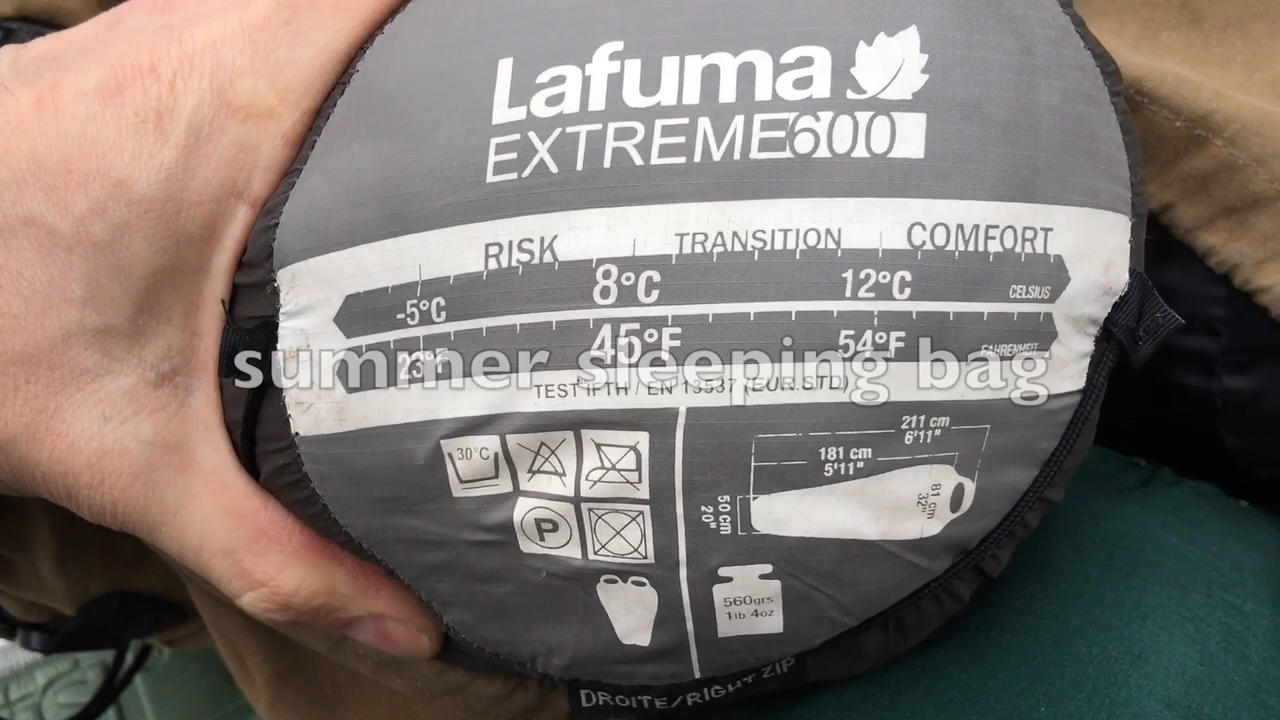 Lafuma
EXTREME600
RISK TRANSITION COMFORT
-5°C 8°C 12°C CELSIUS
23°F 45°F 54°F FAHRENHEIT
summer sleeping bag
TEST IFTH / EN 13537 (EUR.STD)
211 cm
6'11"
181 cm
5'11"
30°C
50 cm
20"
81 cm
32"
P
560grs
1lb 4oz
DROITE/RIGHT ZIP